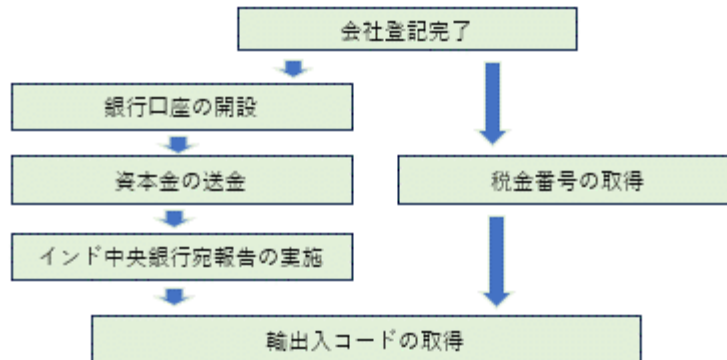 会社登記完了
銀行口座の開設
資本金の送金
税金番号の取得
インド中央銀行宛報告の実施
輸出入コードの取得